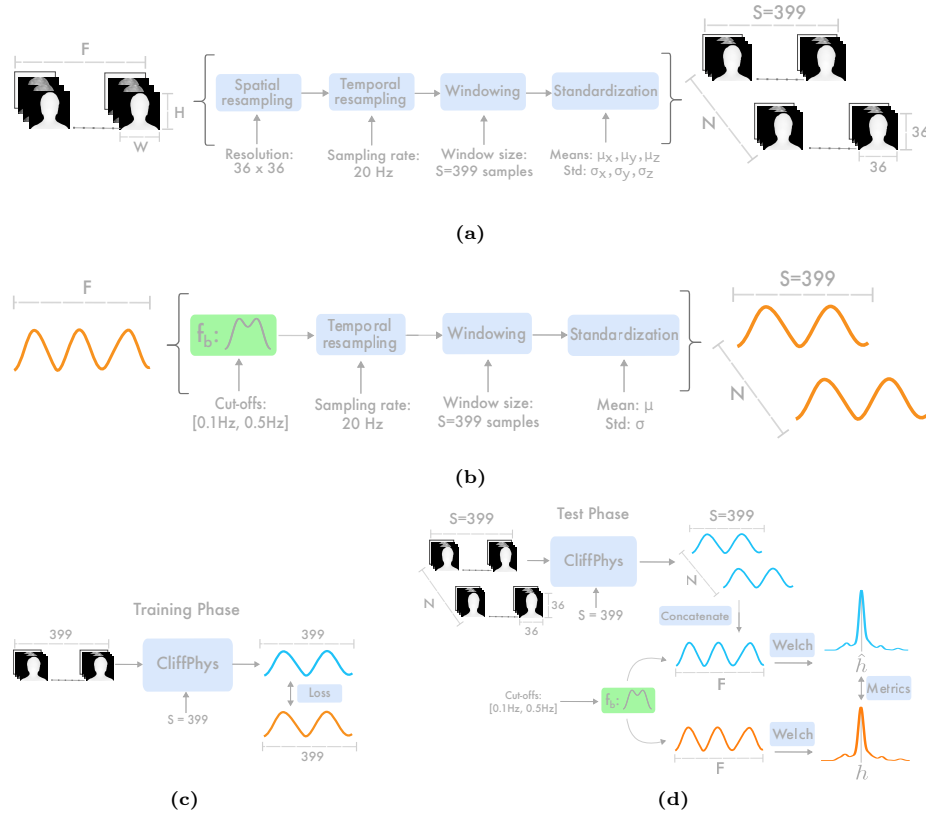 F
H
W
Spatial
resampling
Temporal
resampling
Windowing
Standardization
Resolution:
36 x 36
Sampling rate:
20 Hz
Window size:
S=399 samples
Means: μx, μy, μz
Std: σx, σy, σz
S=399
N
36
36
(a)
F
fb:
Temporal
resampling
Windowing
Standardization
Cut-offs:
[0.1Hz, 0.5Hz]
Sampling rate:
20 Hz
Window size:
S=399 samples
Mean: μ
Std: σ
S=399
N
(b)
Training Phase
399
CliffPhys
S = 399
399
Loss
399
(c)
Test Phase
S=399
N
36
36
CliffPhys
S = 399
S=399
N
Concatenate
Cut-offs:
[0.1Hz, 0.5Hz]
fb:
F
Welch
ĥ
Metrics
F
Welch
h
(d)